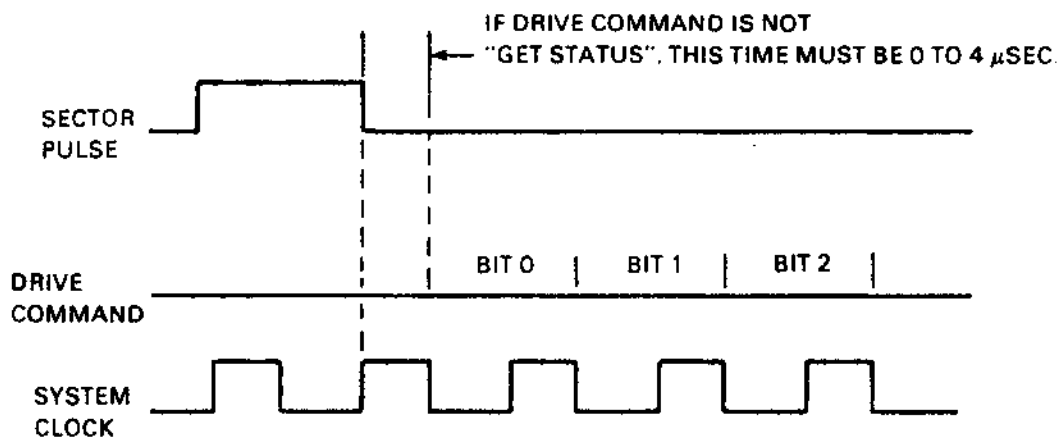 IF DRIVE COMMAND IS NOT
"GET STATUS", THIS TIME MUST BE 0 TO 4 μSEC.
SECTOR
PULSE
BIT 0
BIT 1
BIT 2
DRIVE
COMMAND
SYSTEM
CLOCK